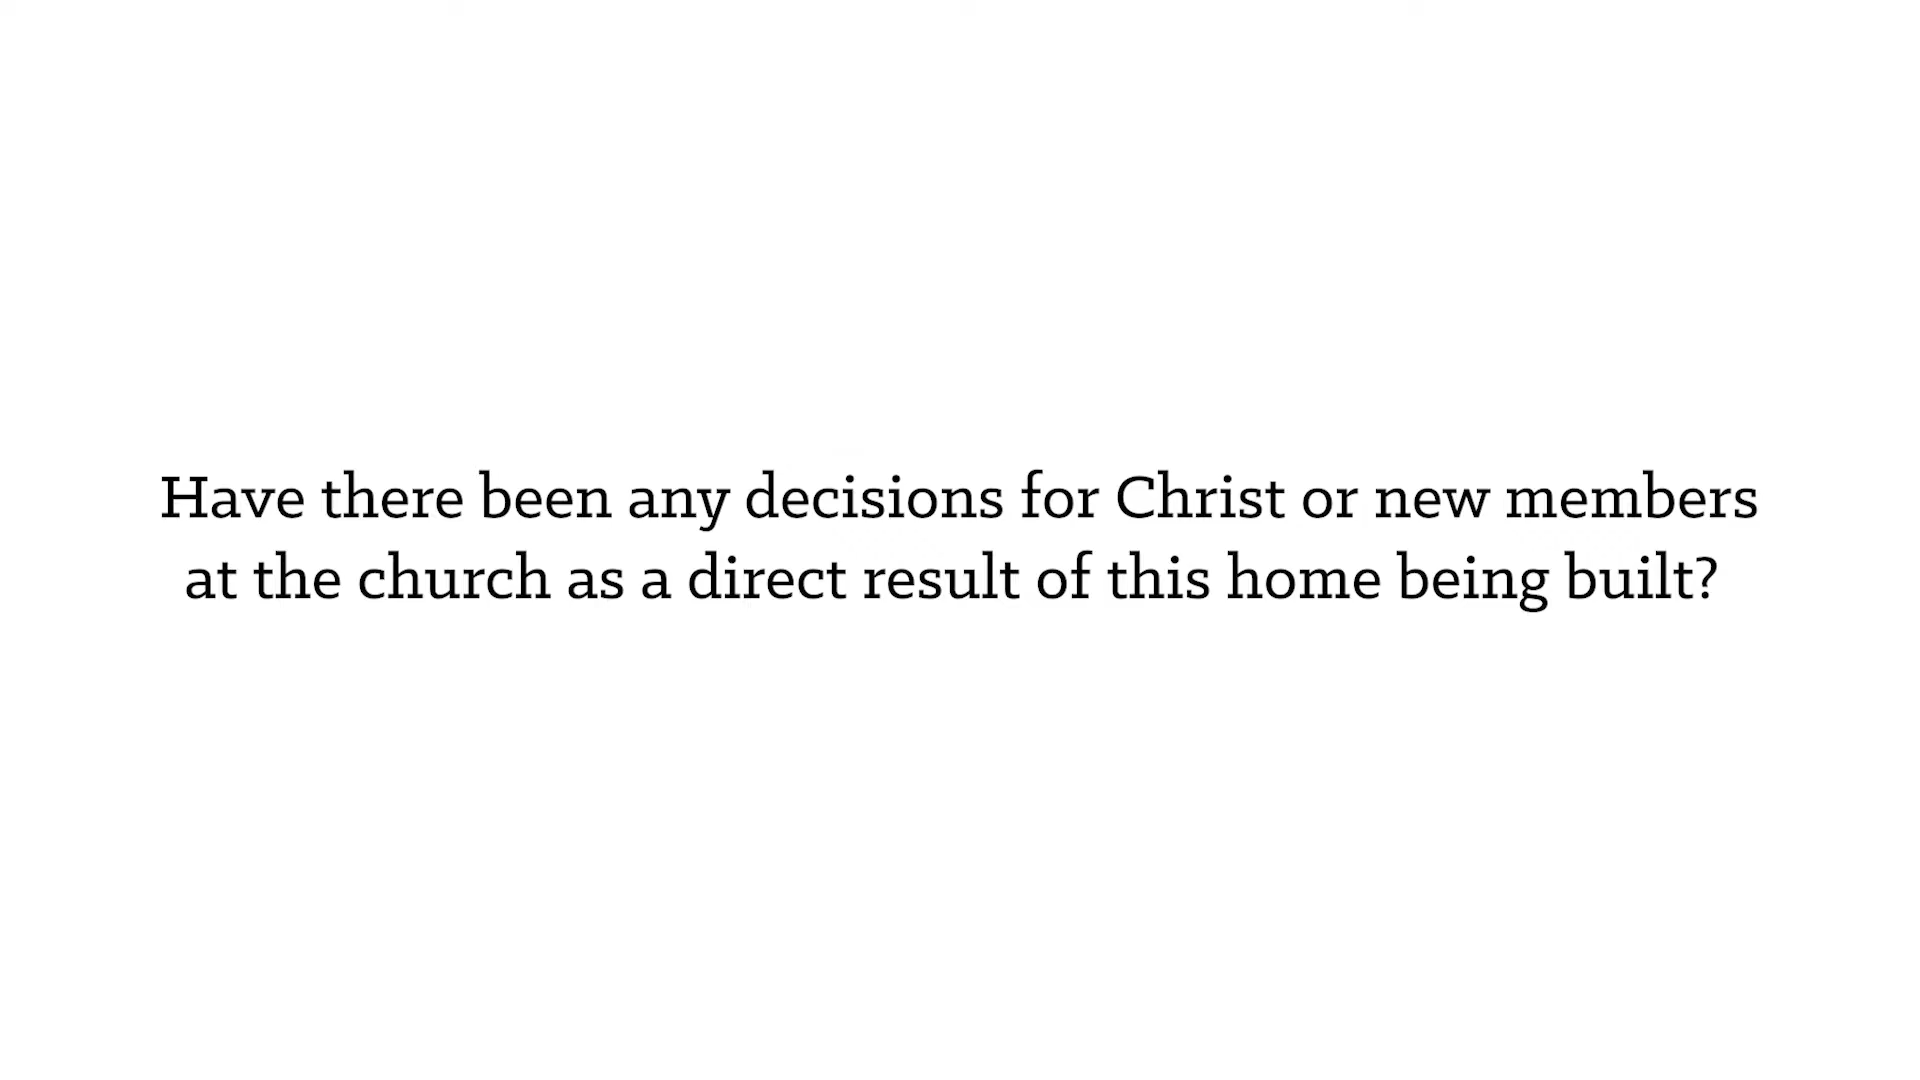 Have there been any decisions for Christ or new members
at the church as a direct result of this home being built?